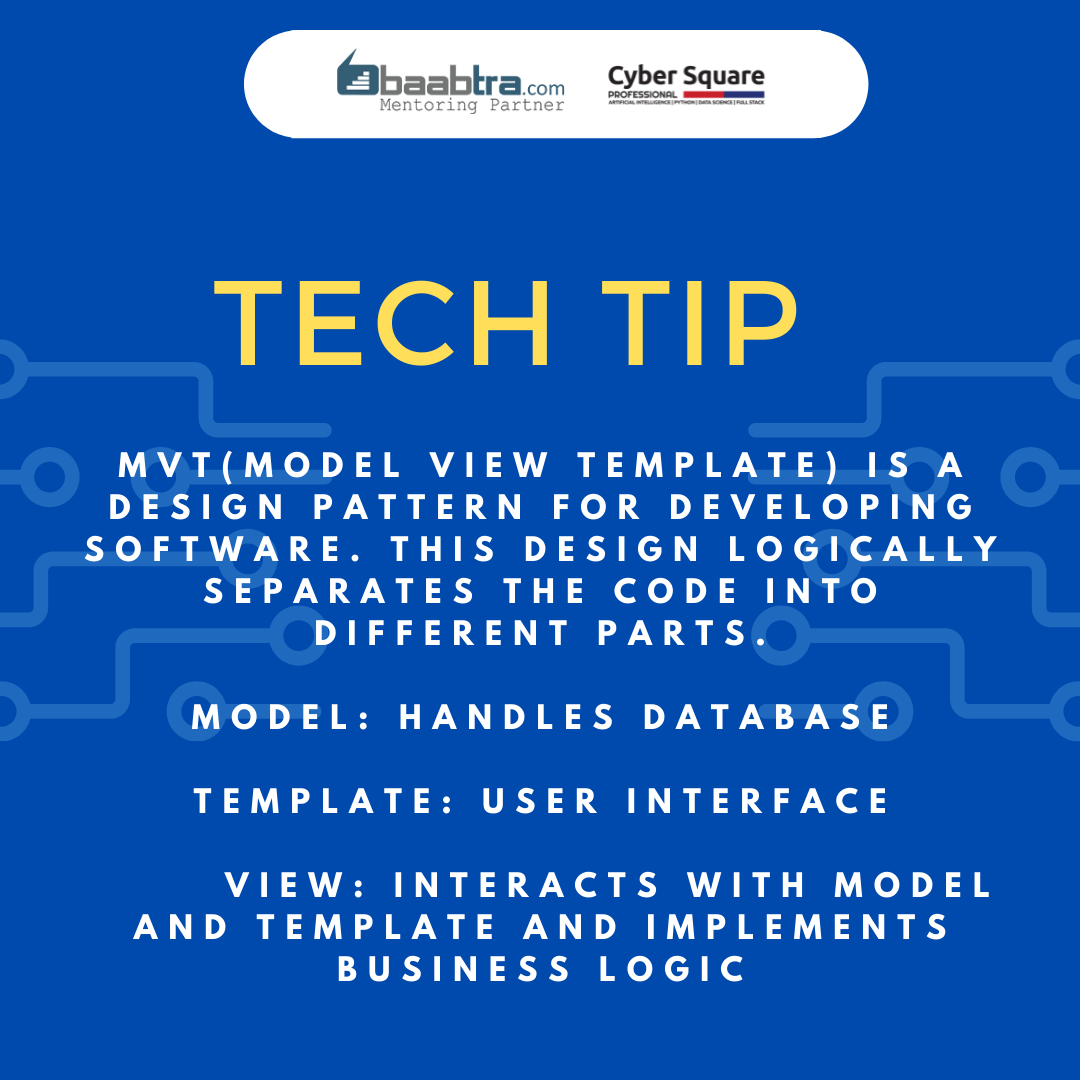 baabtra.com
Mentoring Partner
Cyber Square
PROFESSIONAL
ARTIFICIAL INTELLIGENCE | PYTHON | DATA SCIENCE | FULL STACK
TECH TIP
MVT(MODEL VIEW TEMPLATE) IS A
DESIGN PATTERN FOR DEVELOPING
SOFTWARE. THIS DESIGN LOGICALLY
SEPARATES THE CODE INTO
DIFFERENT PARTS.
MODEL: HANDLES DATABASE
TEMPLATE: USER INTERFACE
VIEW: INTERACTS WITH MODEL
AND TEMPLATE AND IMPLEMENTS
BUSINESS LOGIC